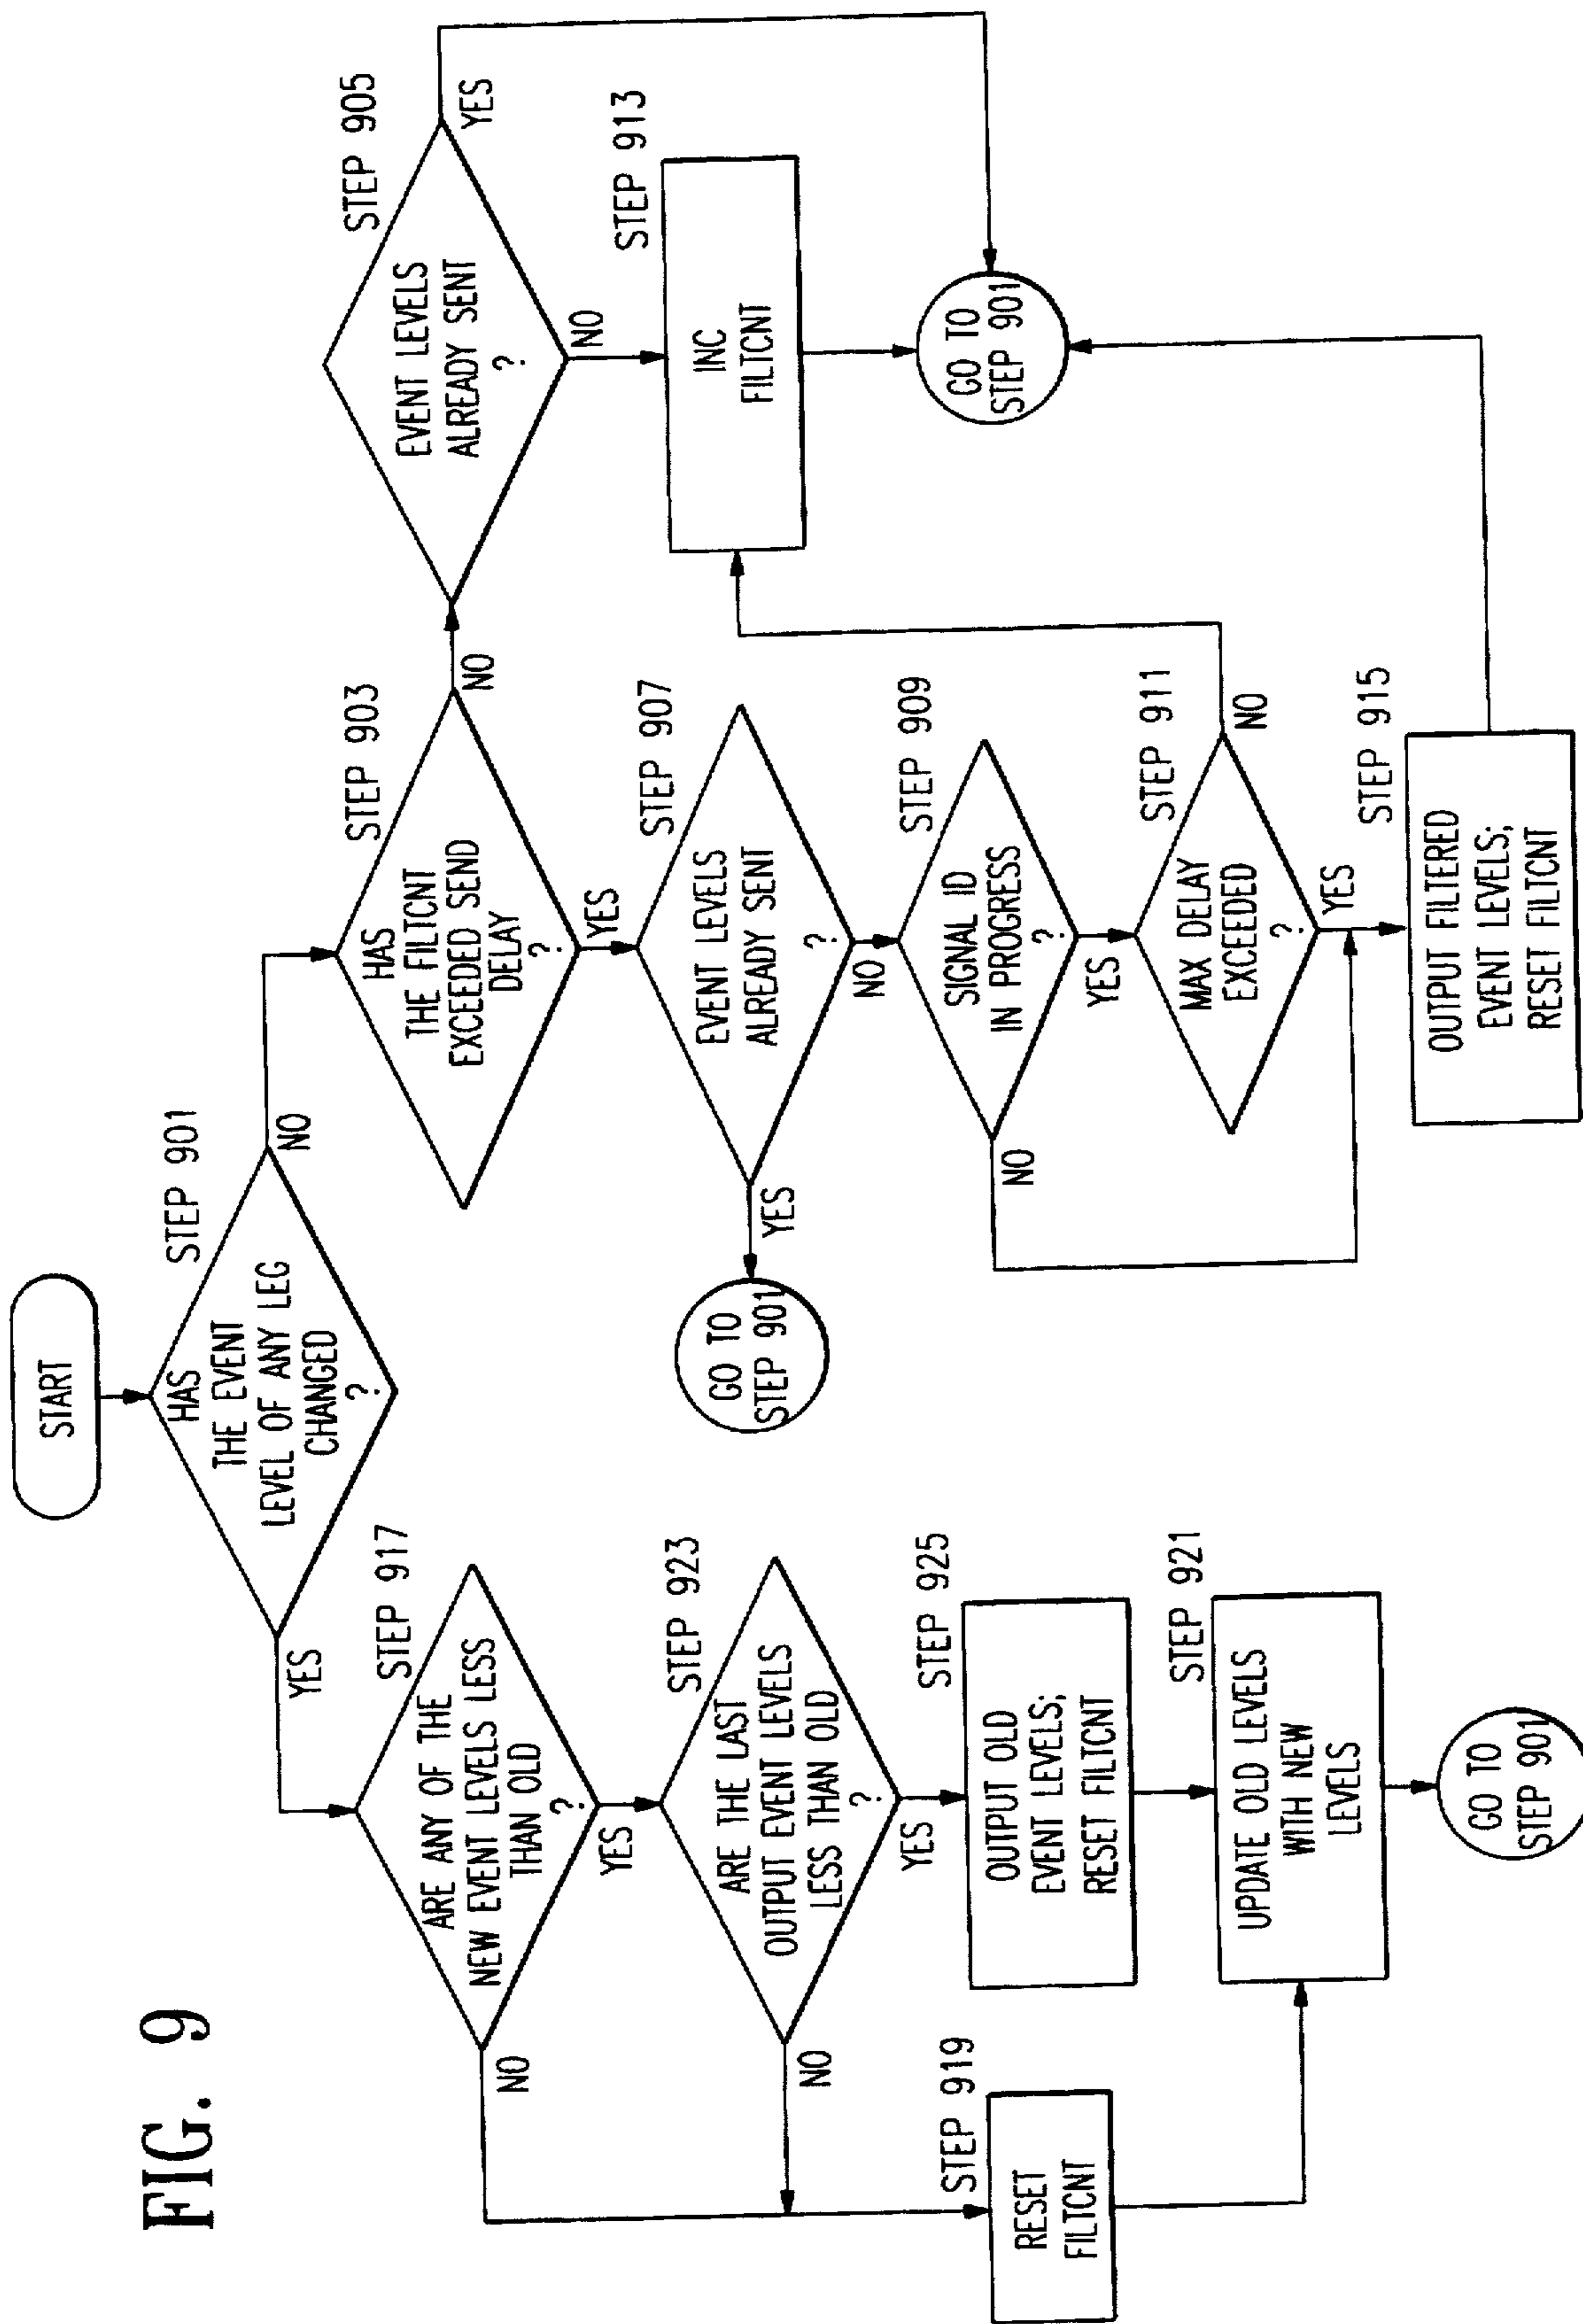 FIG. 9
START
STEP 901
HAS
THE EVENT
LEVEL OF ANY LEG
CHANGED
?
YES
NO
STEP 917
ARE ANY OF THE
NEW EVENT LEVELS LESS
THAN OLD
?
NO
YES
STEP 923
ARE THE LAST
OUTPUT EVENT LEVELS
LESS THAN OLD
?
NO
YES
STEP 925
OUTPUT OLD
EVENT LEVELS;
RESET FILTCNT
STEP 919
RESET
FILTCNT
STEP 921
UPDATE OLD LEVELS
WITH NEW
LEVELS
GO TO
STEP 901
STEP 903
HAS
THE FILTCNT
EXCEEDED SEND
DELAY
?
NO
YES
STEP 905
EVENT LEVELS
ALREADY SENT
?
YES
NO
STEP 907
EVENT LEVELS
ALREADY SENT
?
YES
NO
GO TO
STEP 901
STEP 913
INC
FILTCNT
GO TO
STEP 901
STEP 909
SIGNAL ID
IN PROGRESS
?
NO
YES
STEP 911
MAX DELAY
EXCEEDED
?
NO
YES
STEP 915
OUTPUT FILTERED
EVENT LEVELS;
RESET FILTCNT